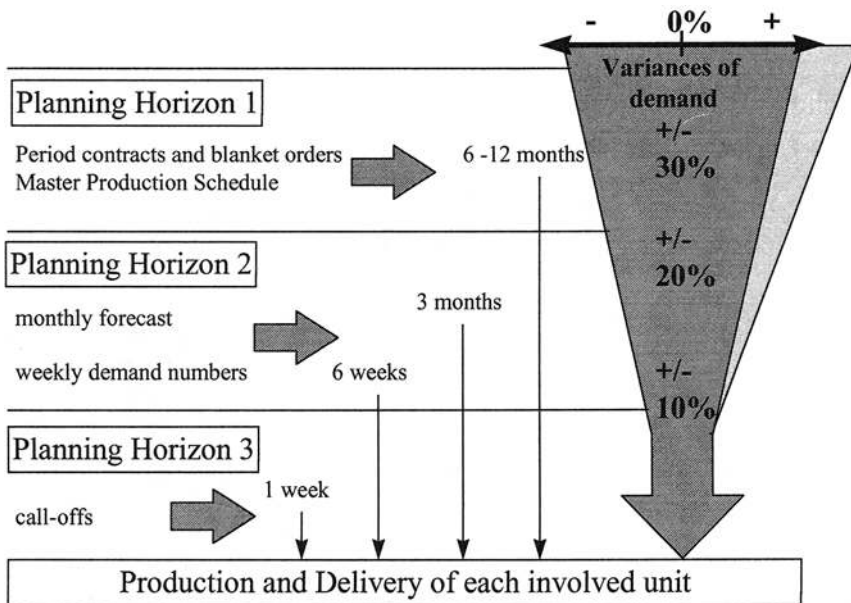 - 0% +
Variances of
demand
Planning Horizon 1
Period contracts and blanket orders
Master Production Schedule
6 -12 months
+/-
30%
Planning Horizon 2
+/-
20%
monthly forecast
3 months
weekly demand numbers
6 weeks
+/-
10%
Planning Horizon 3
call-offs
1 week
Production and Delivery of each involved unit